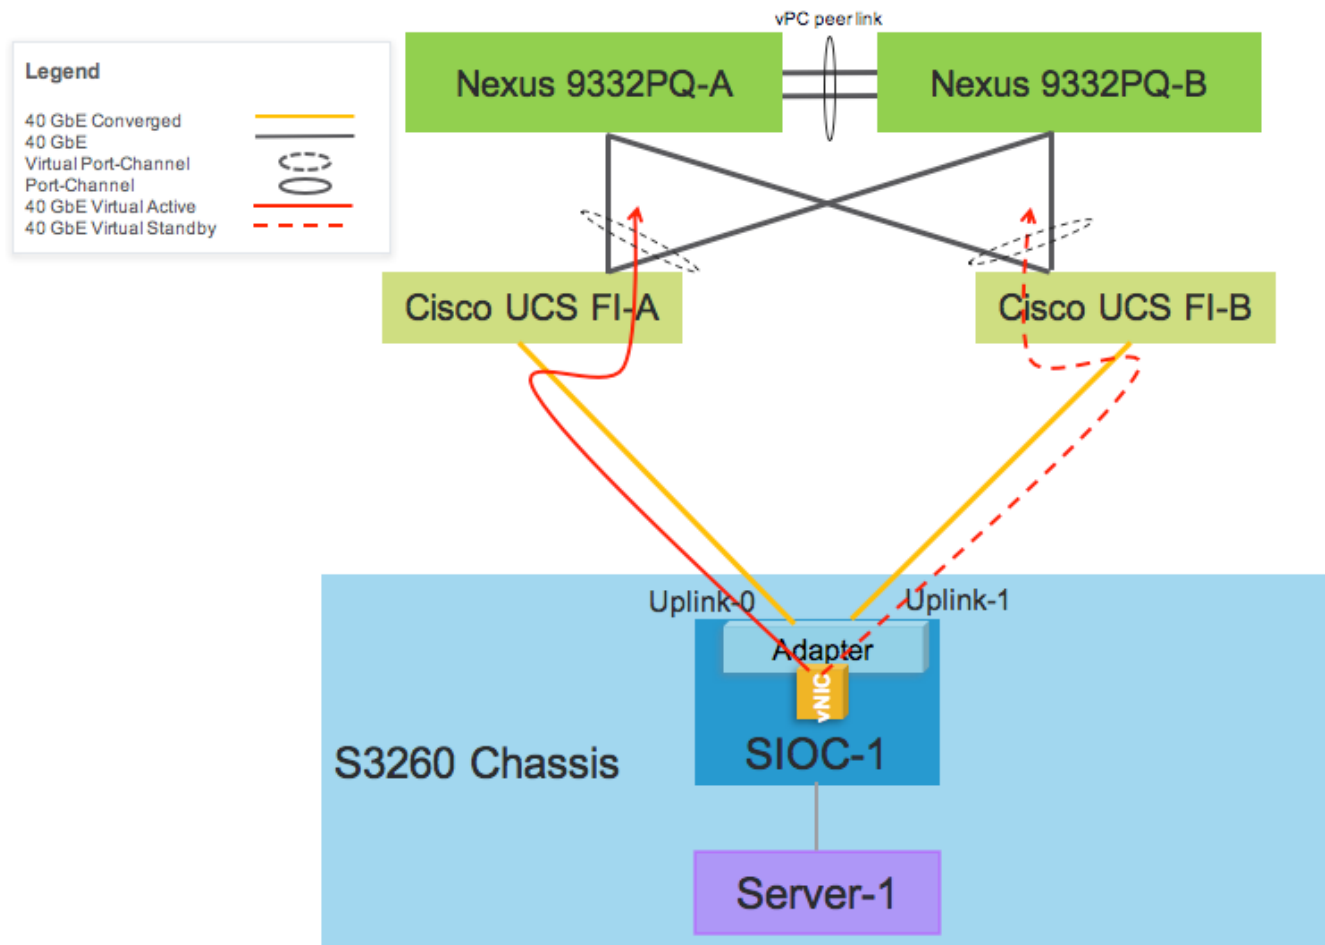 vPC peer link
Nexus 9332PQ-A
Nexus 9332PQ-B
Legend
40 GbE Converged
40 GbE
Virtual Port-Channel
Port-Channel
40 GbE Virtual Active
40 GbE Virtual Standby
Cisco UCS FI-A
Cisco UCS FI-B
Uplink-0
Uplink-1
Adapter
vNIC
SIOC-1
S3260 Chassis
Server-1